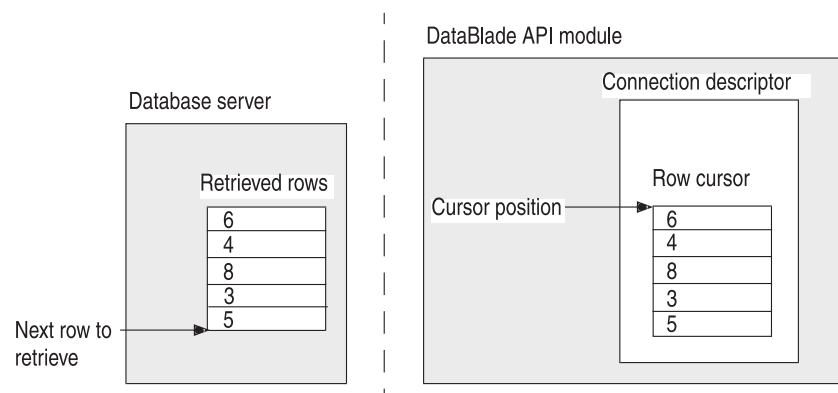 DataBlade API module
Connection descriptor
Database server
Retrieved rows
6
4
8
3
5
Next row to
retrieve
Row cursor
Cursor position
6
4
8
3
5